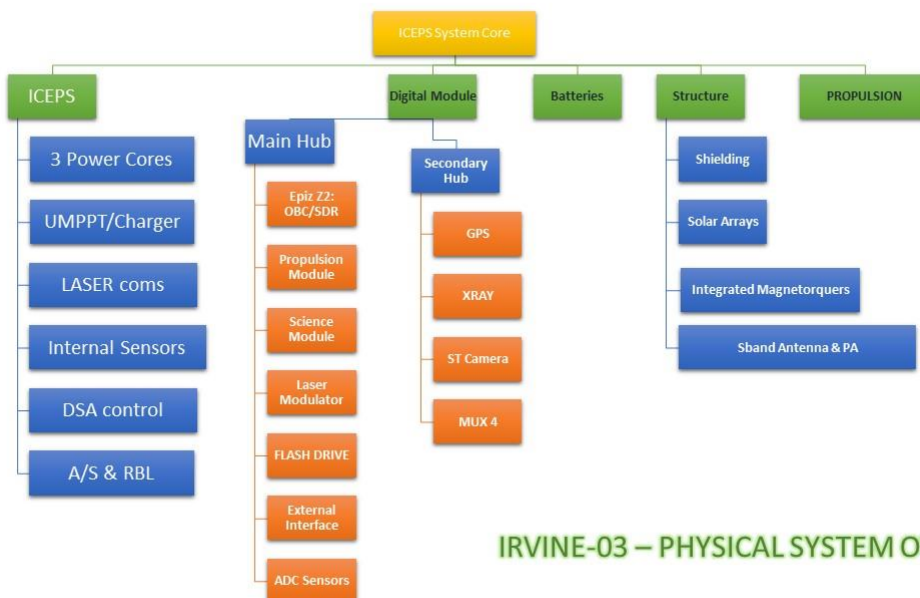 ICEPS System Core
ICEPS
Digital Module
Batteries
Structure
PROPULSION
3 Power Cores
UMPPT/Charger
LASER coms
Internal Sensors
DSA control
A/S & RBL
Main Hub
Epiz Z2:
OBC/SDR
Propulsion
Module
Science
Module
Laser
Modulator
FLASH DRIVE
External
Interface
ADC Sensors
Secondary
Hub
GPS
XRAY
ST Camera
MUX 4
Shielding
Solar Arrays
Integrated Magnetorquers
Sband Antenna & PA
IRVINE-03 – PHYSICAL SYSTEM O